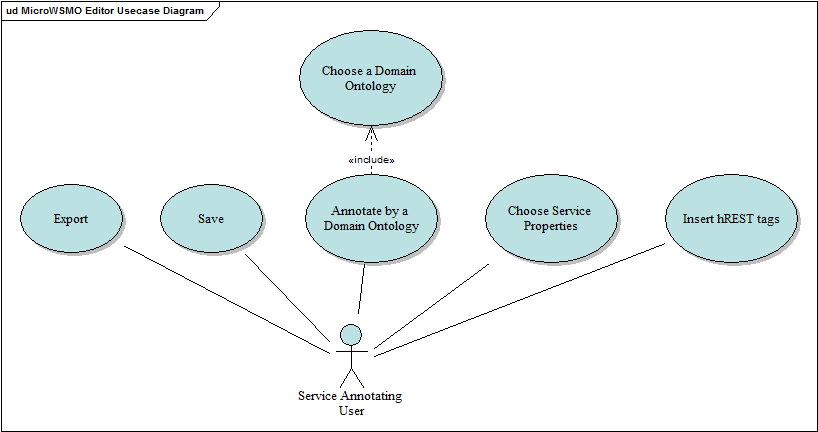 ud MicroWSMO Editor Usecase Diagram
Choose a Domain
Ontology
«include»
Export
Save
Annotate by a
Domain Ontology
Choose Service
Properties
Insert hREST tags
Service Annotating
User